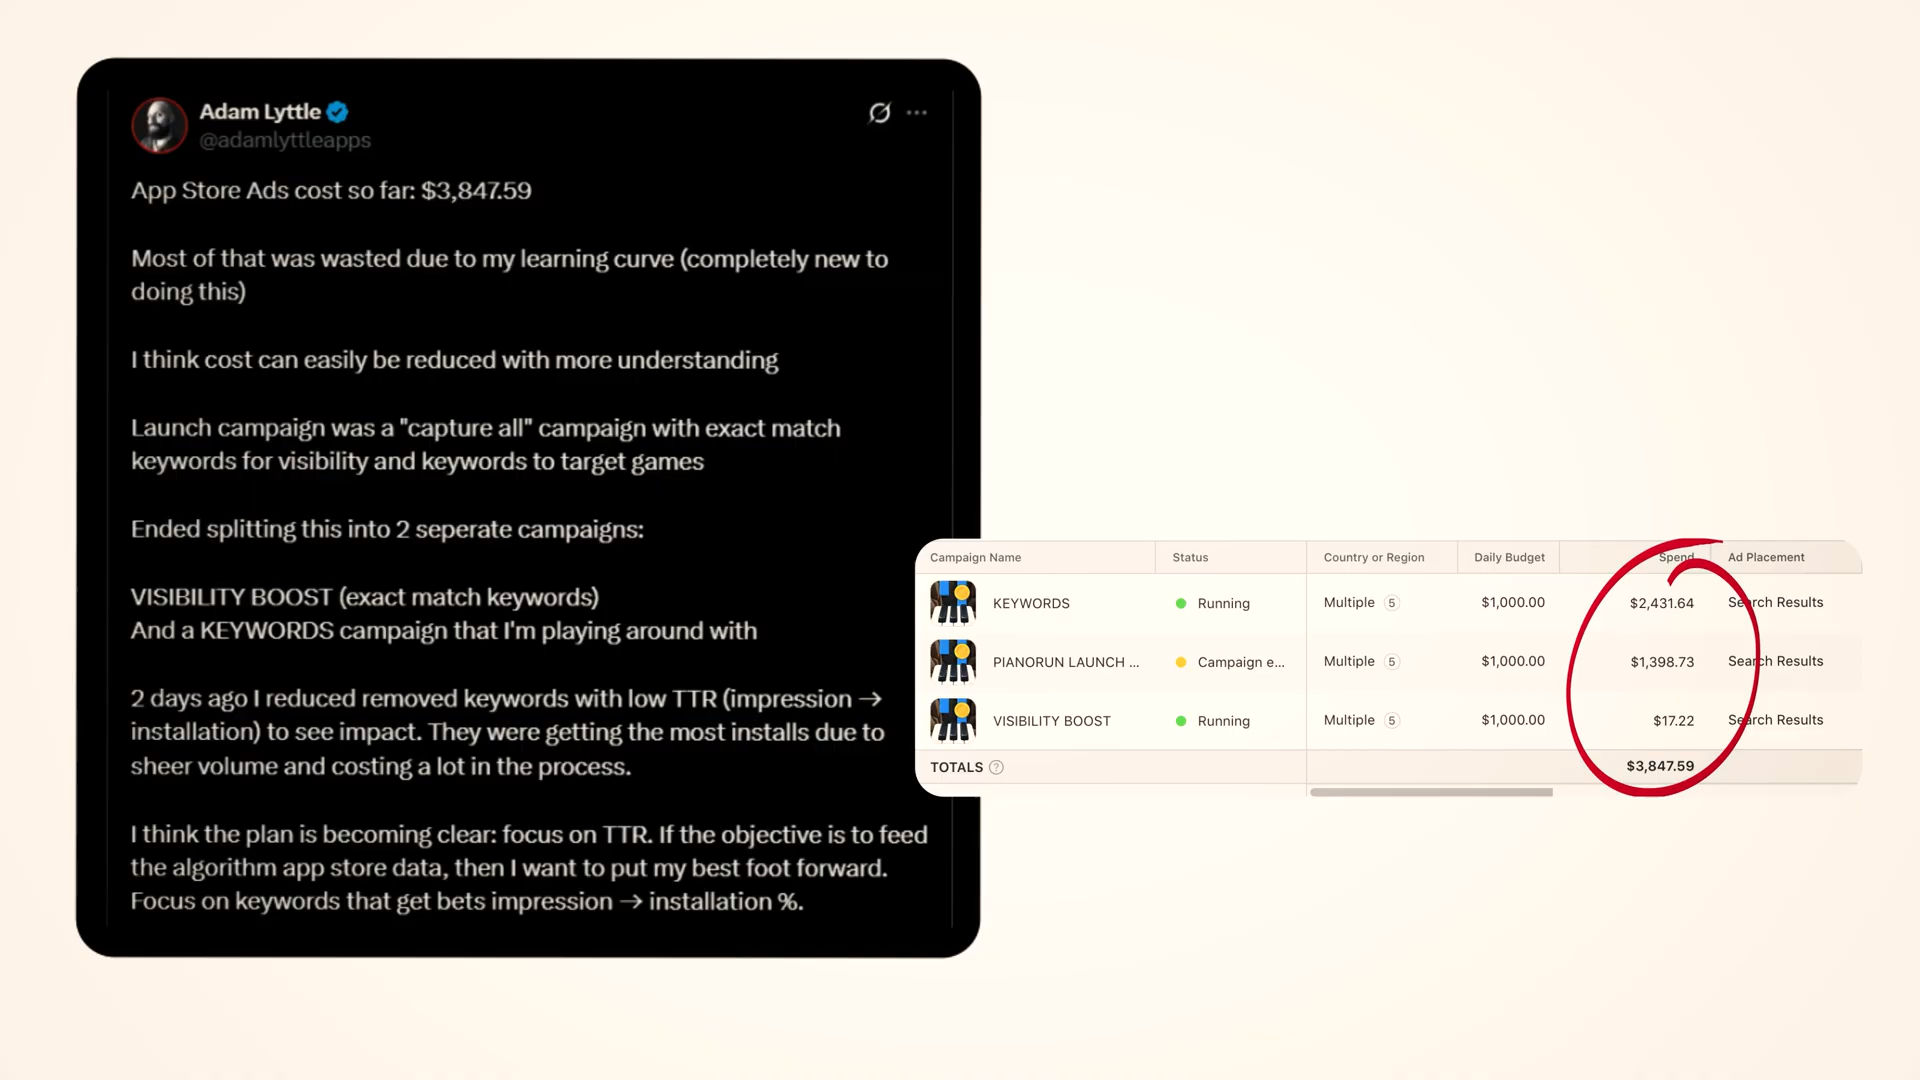 Adam Lyttle
@adamlyttleapps
App Store Ads cost so far: $3,847.59
Most of that was wasted due to my learning curve (completely new to
doing this)
I think cost can easily be reduced with more understanding
Launch campaign was a "capture all" campaign with exact match
keywords for visibility and keywords to target games
Ended splitting this into 2 seperate campaigns:
VISIBILITY BOOST (exact match keywords)
And a KEYWORDS campaign that I'm playing around with
2 days ago I reduced removed keywords with low TTR (impression →
installation) to see impact. They were getting the most installs due to
sheer volume and costing a lot in the process.
I think the plan is becoming clear: focus on TTR. If the objective is to feed
the algorithm app store data, then I want to put my best foot forward.
Focus on keywords that get bets impression → installation %.
Campaign Name Status Country or Region Daily Budget Spend Ad Placement
KEYWORDS Running Multiple 5 $1,000.00 $2,431.64 Search Results
PIANORUN LAUNCH ... Campaign e... Multiple 5 $1,000.00 $1,398.73 Search Results
VISIBILITY BOOST Running Multiple 5 $1,000.00 $17.22 Search Results
TOTALS ? $3,847.59